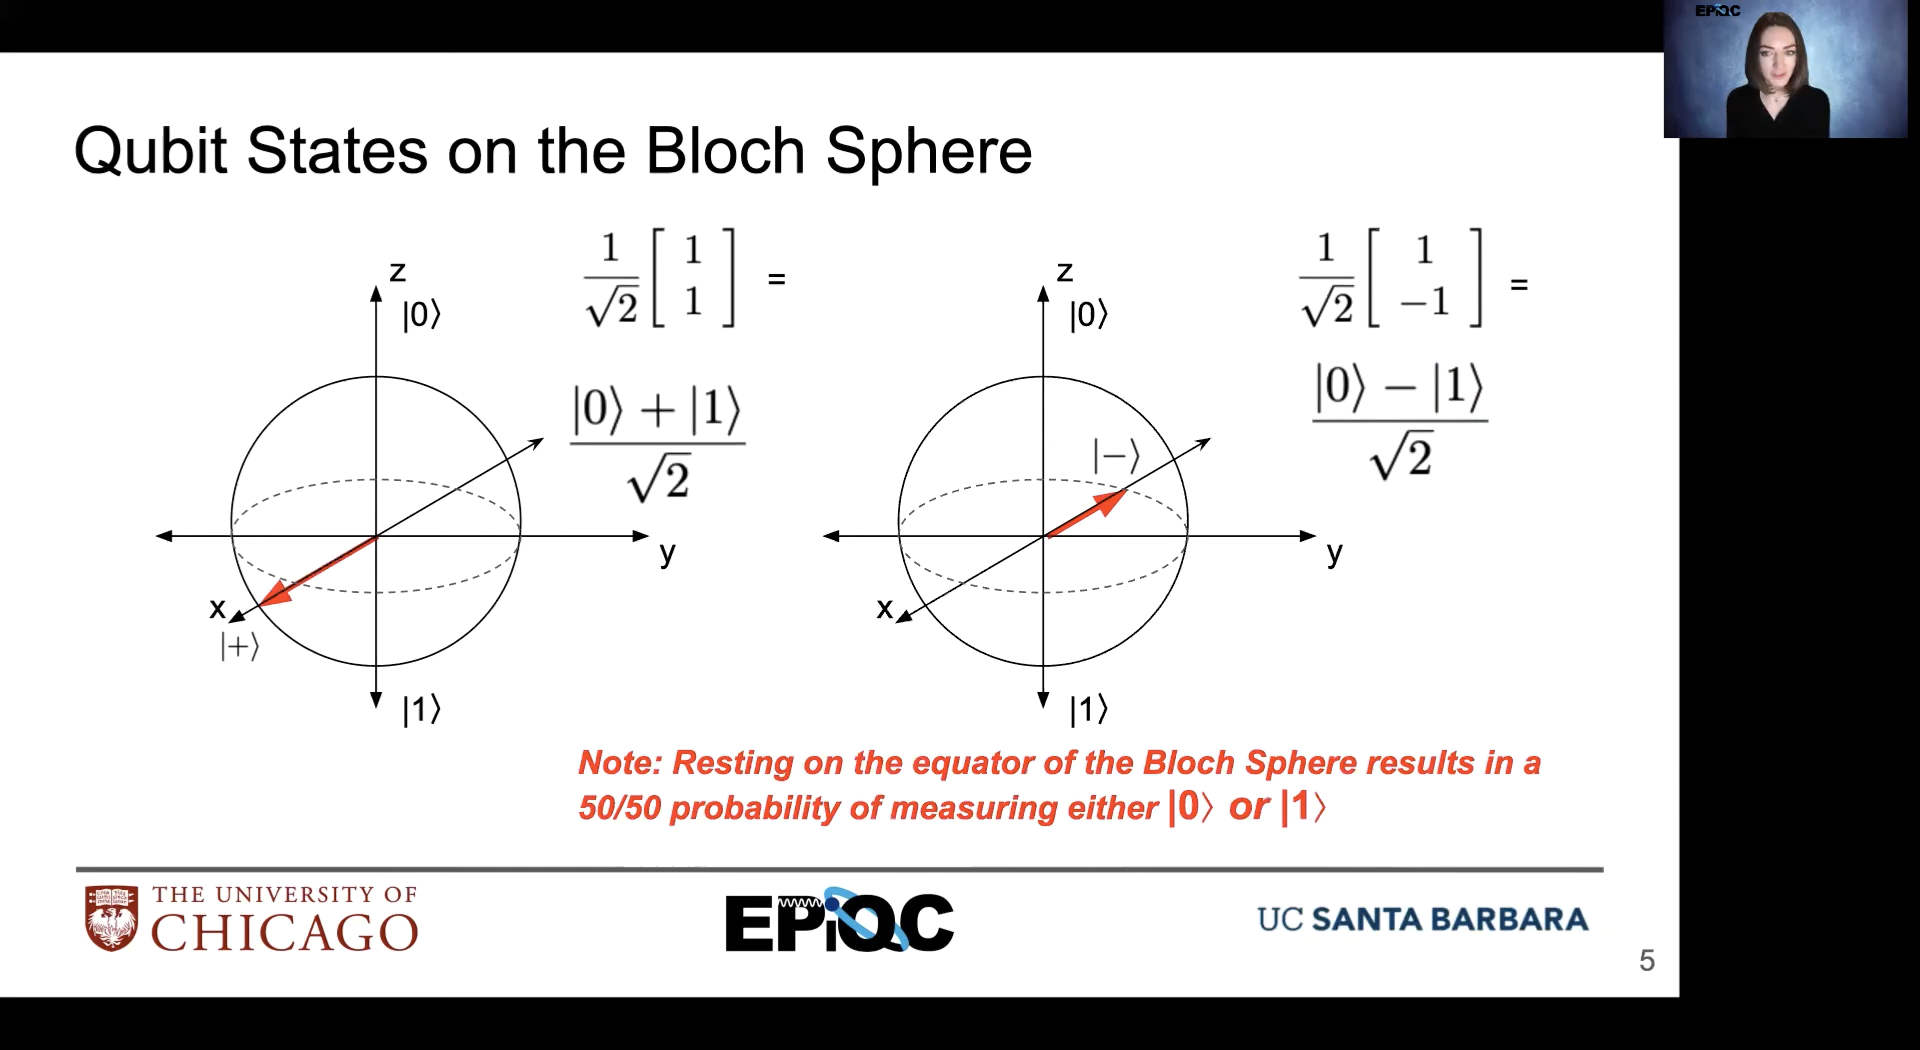 EPiQC
Qubit States on the Bloch Sphere
z
|0⟩
y
x
|+⟩
|1⟩
1/√2 [1 1] =
|0⟩ + |1⟩ / √2
z
|0⟩
|−⟩
y
x
|1⟩
1/√2 [1 −1] =
|0⟩ − |1⟩ / √2
Note: Resting on the equator of the Bloch Sphere results in a
50/50 probability of measuring either |0⟩ or |1⟩
THE UNIVERSITY OF
CHICAGO
EPiQC
UC SANTA BARBARA
5